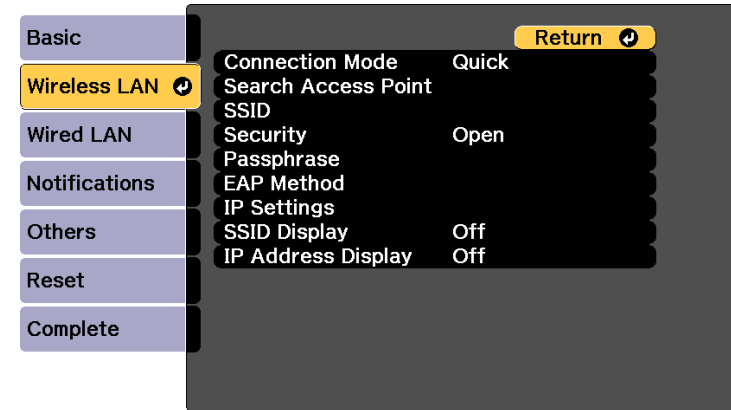 Basic
Wireless LAN
Wired LAN
Notifications
Others
Reset
Complete
Return
Connection Mode Quick
Search Access Point
SSID
Security Open
Passphrase
EAP Method
IP Settings
SSID Display Off
IP Address Display Off